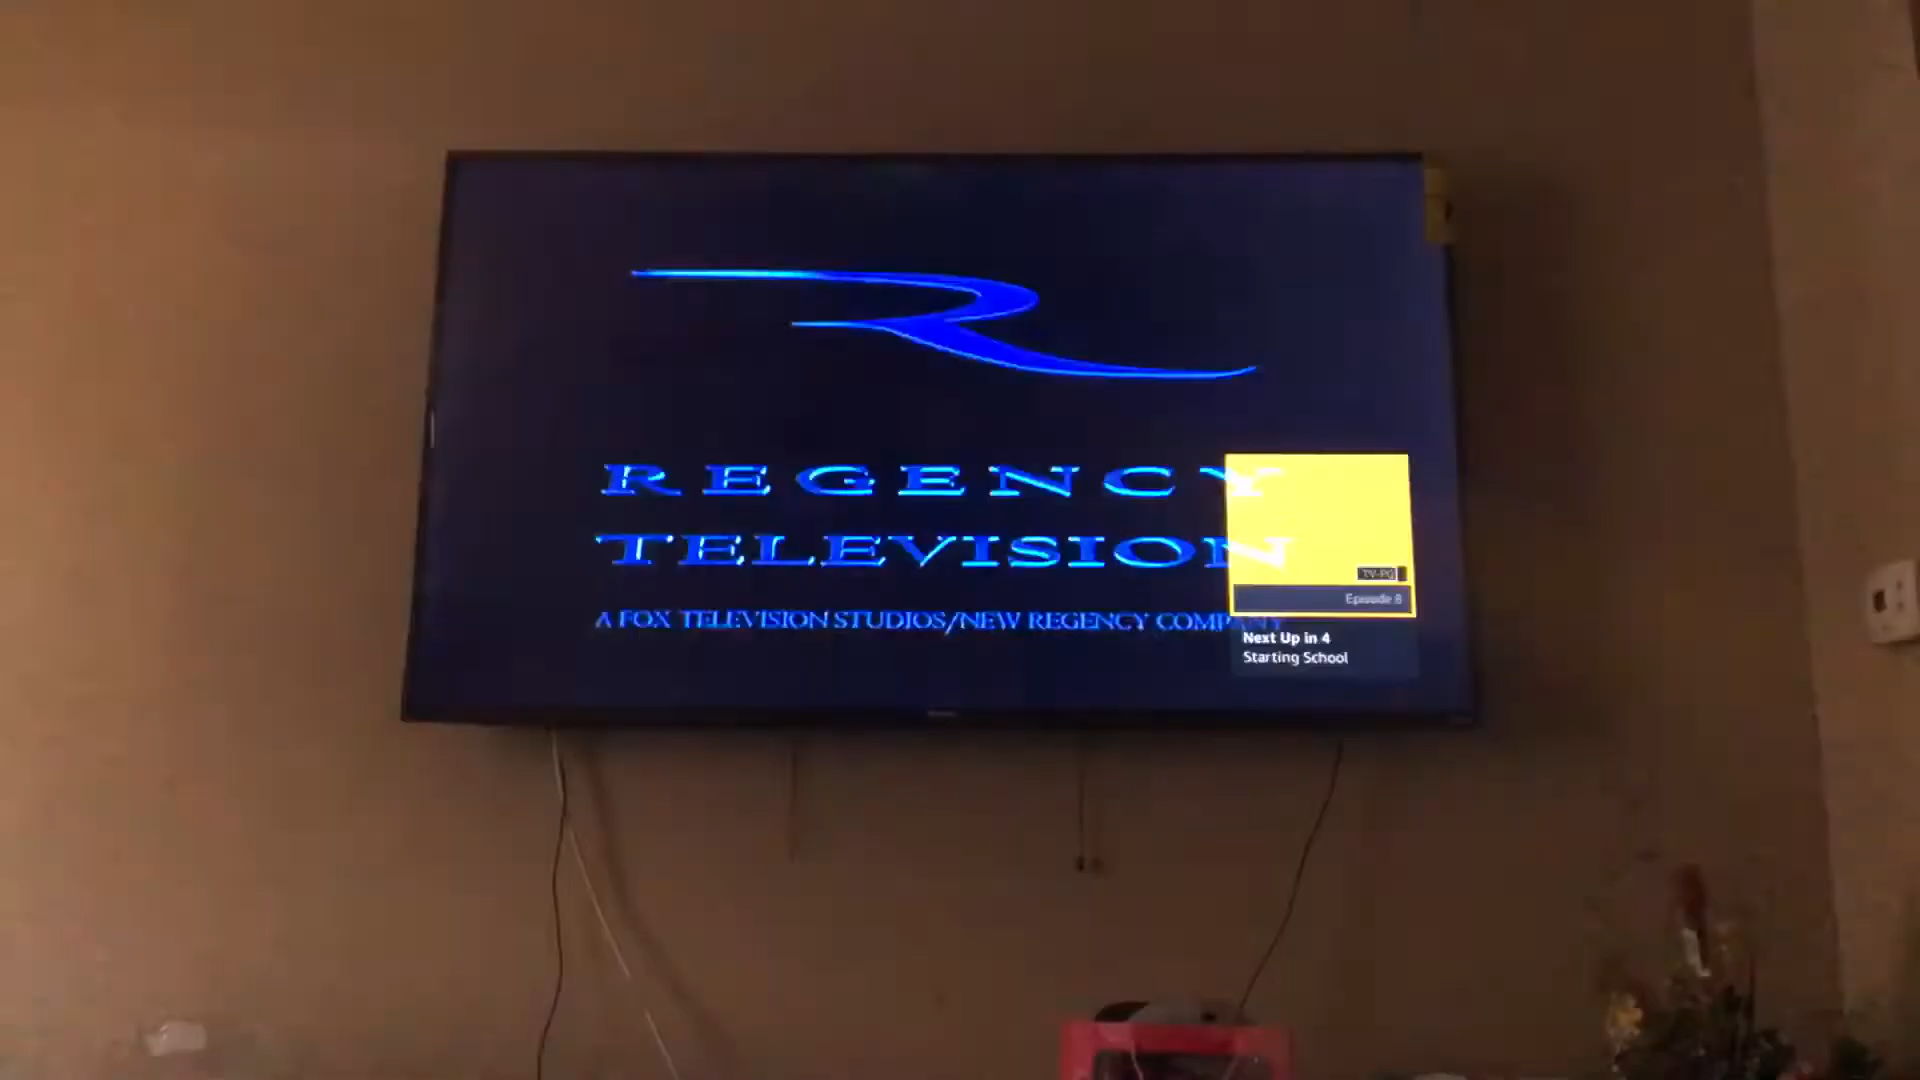 REGENCY
TELEVISION
A FOX TELEVISION STUDIOS/NEW REGENCY COMPANY
TV-PG
Episode 8
Next Up in 4
Starting School